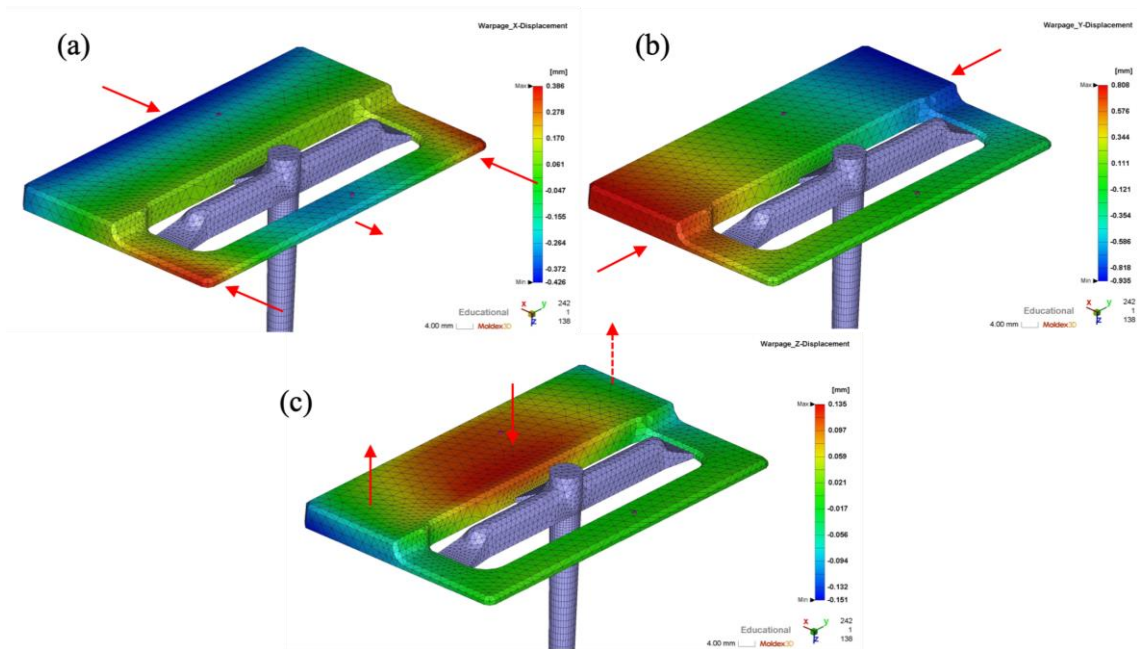 (a)
Warpage_X-Displacement
[mm]
Max 0.386
0.278
0.170
0.061
-0.047
-0.155
-0.264
-0.372
Min -0.426
Educational
4.00 mm Moldex3D
x y z
242
1
138
(b)
Warpage_Y-Displacement
[mm]
Max 0.808
0.576
0.344
0.111
-0.121
-0.353
-0.586
-0.818
Min -0.935
Educational
4.00 mm Moldex3D
x y z
242
1
138
(c)
Warpage_Z-Displacement
[mm]
Max 0.135
0.097
0.059
0.021
-0.017
-0.056
-0.094
-0.132
Min -0.151
Educational
4.00 mm Moldex3D
x y z
242
1
138